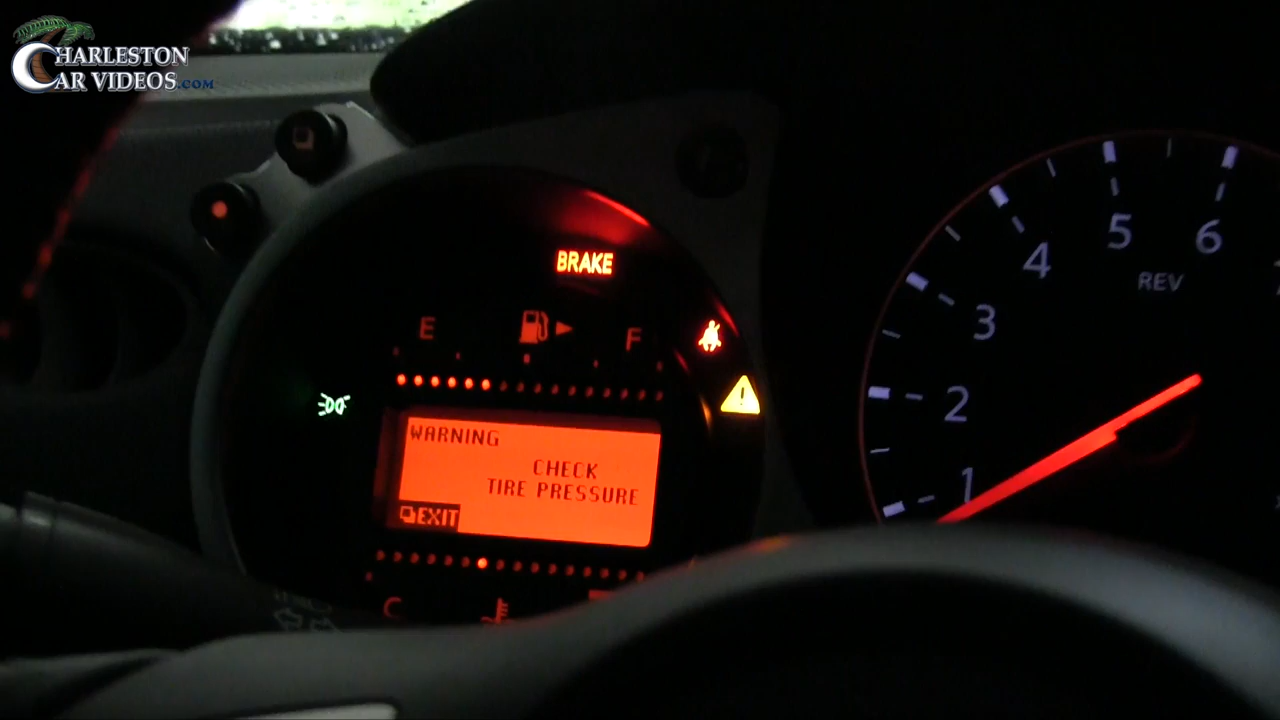 CHARLESTON
CAR VIDEOS.COM
BRAKE
E
F
WARNING
CHECK
TIRE PRESSURE
EXIT
C
1
2
3
4
5
6
REV